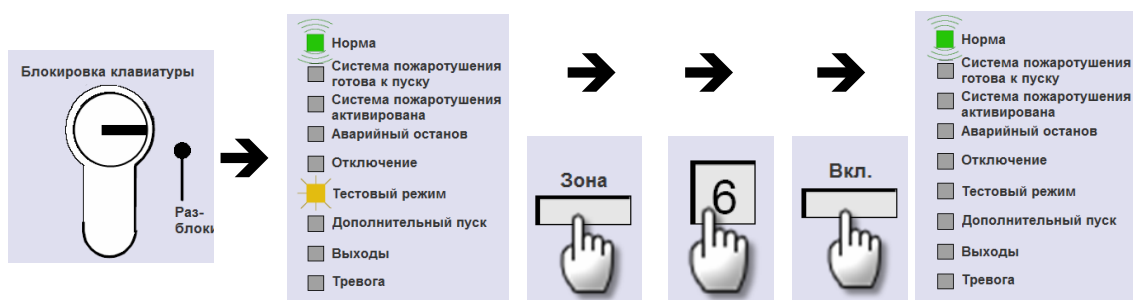 Блокировка клавиатуры
Раз-
блоки
Норма
Система пожаротушения
готова к пуску
Система пожаротушения
активирована
Аварийный останов
Отключение
Тестовый режим
Дополнительный пуск
Выходы
Тревога
Зона
6
Вкл.
Норма
Система пожаротушения
готова к пуску
Система пожаротушения
активирована
Аварийный останов
Отключение
Тестовый режим
Дополнительный пуск
Выходы
Тревога